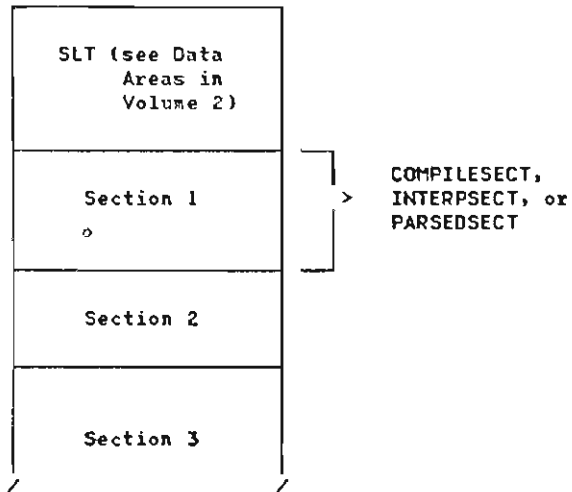 SLT (see Data
Areas in
Volume 2)
Section 1
COMPILESECT,
INTERPSECT, or
PARSEDSECT
Section 2
Section 3